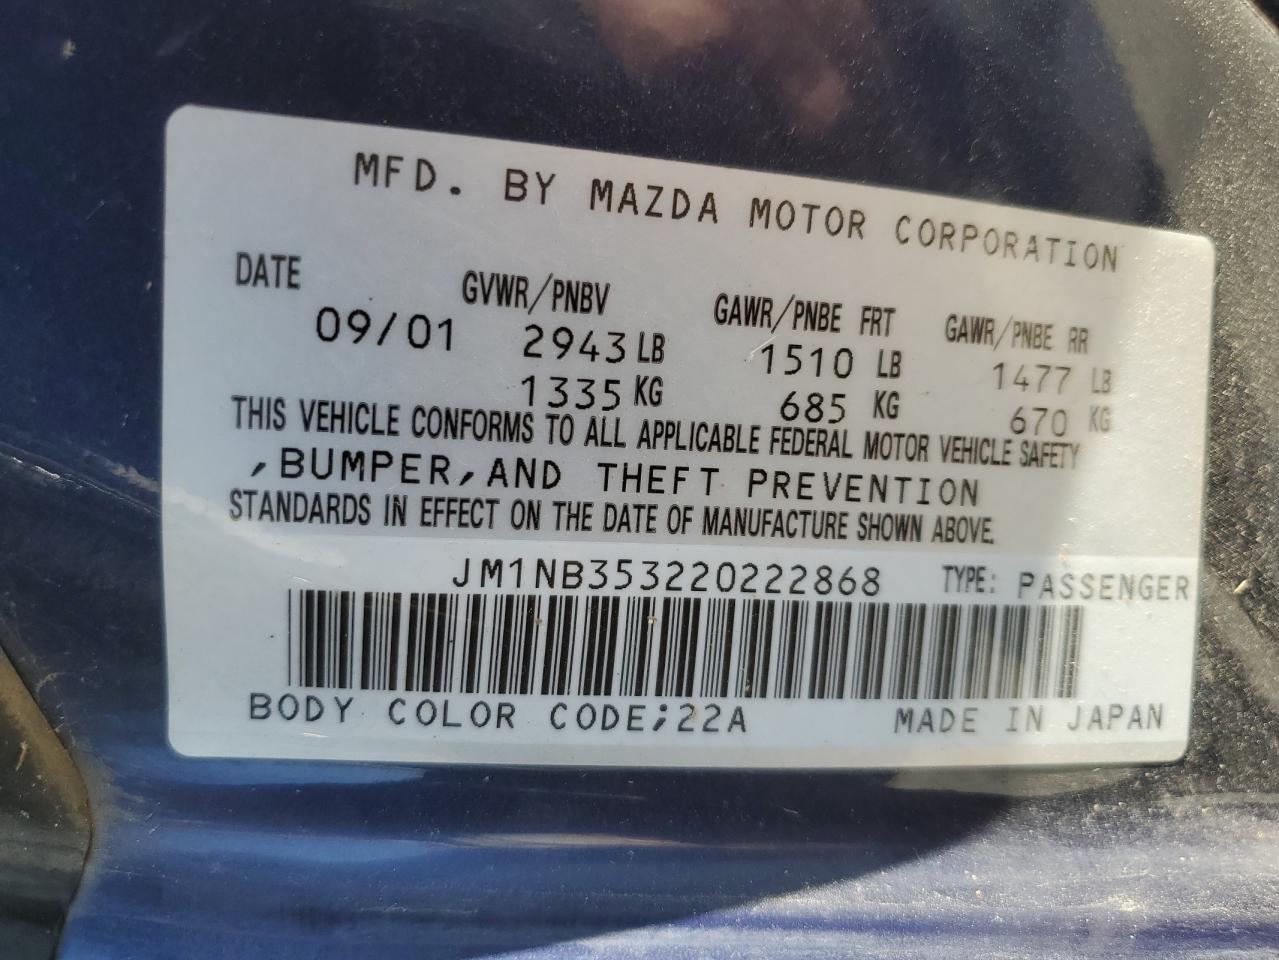 MFD. BY MAZDA MOTOR CORPORATION
DATE GVWR/PNBV GAWR/PNBE FRT GAWR/PNBE RR
09/01 2943 LB 1510 LB 1477 LB
1335 KG 685 KG 670 KG
THIS VEHICLE CONFORMS TO ALL APPLICABLE FEDERAL MOTOR VEHICLE SAFETY
,BUMPER,AND THEFT PREVENTION
STANDARDS IN EFFECT ON THE DATE OF MANUFACTURE SHOWN ABOVE.
JM1NB353220222868 TYPE: PASSENGER
BODY COLOR CODE;22A MADE IN JAPAN